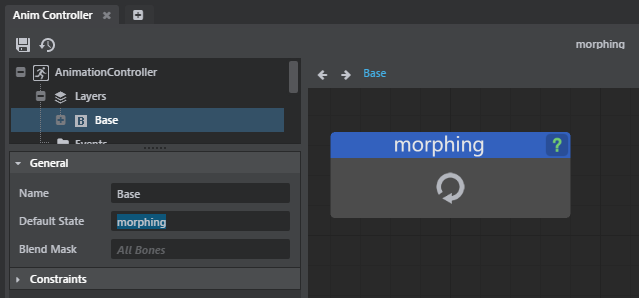 Anim Controller
morphing
AnimationController
Layers
B Base
Events
Base
morphing ?
General
Name Base
Default State morphing
Blend Mask All Bones
Constraints